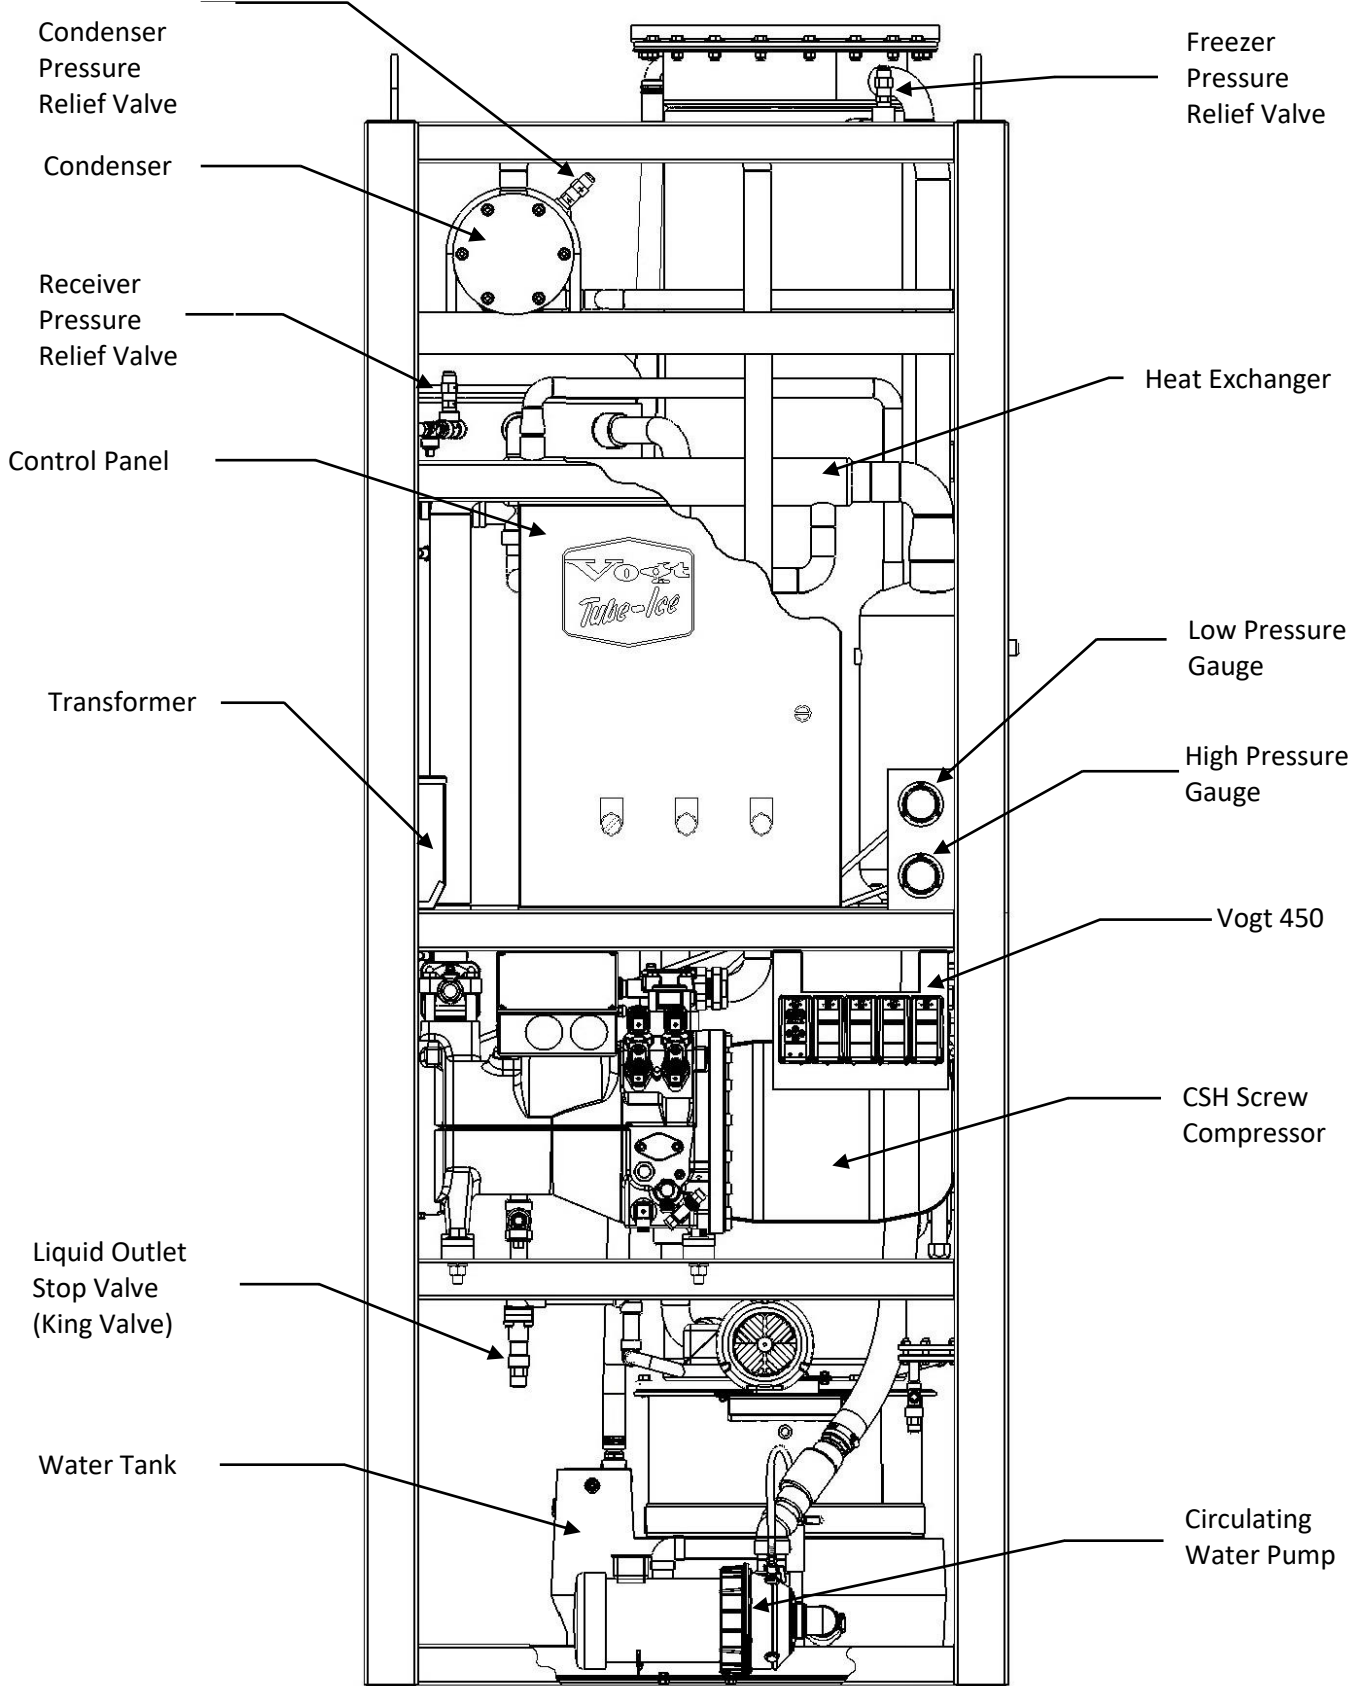 Condenser
Pressure
Relief Valve
Condenser
Receiver
Pressure
Relief Valve
Control Panel
Transformer
Liquid Outlet
Stop Valve
(King Valve)
Water Tank
Vogt
Tube-Ice
Freezer
Pressure
Relief Valve
Heat Exchanger
Low Pressure
Gauge
High Pressure
Gauge
Vogt 450
CSH Screw
Compressor
Circulating
Water Pump